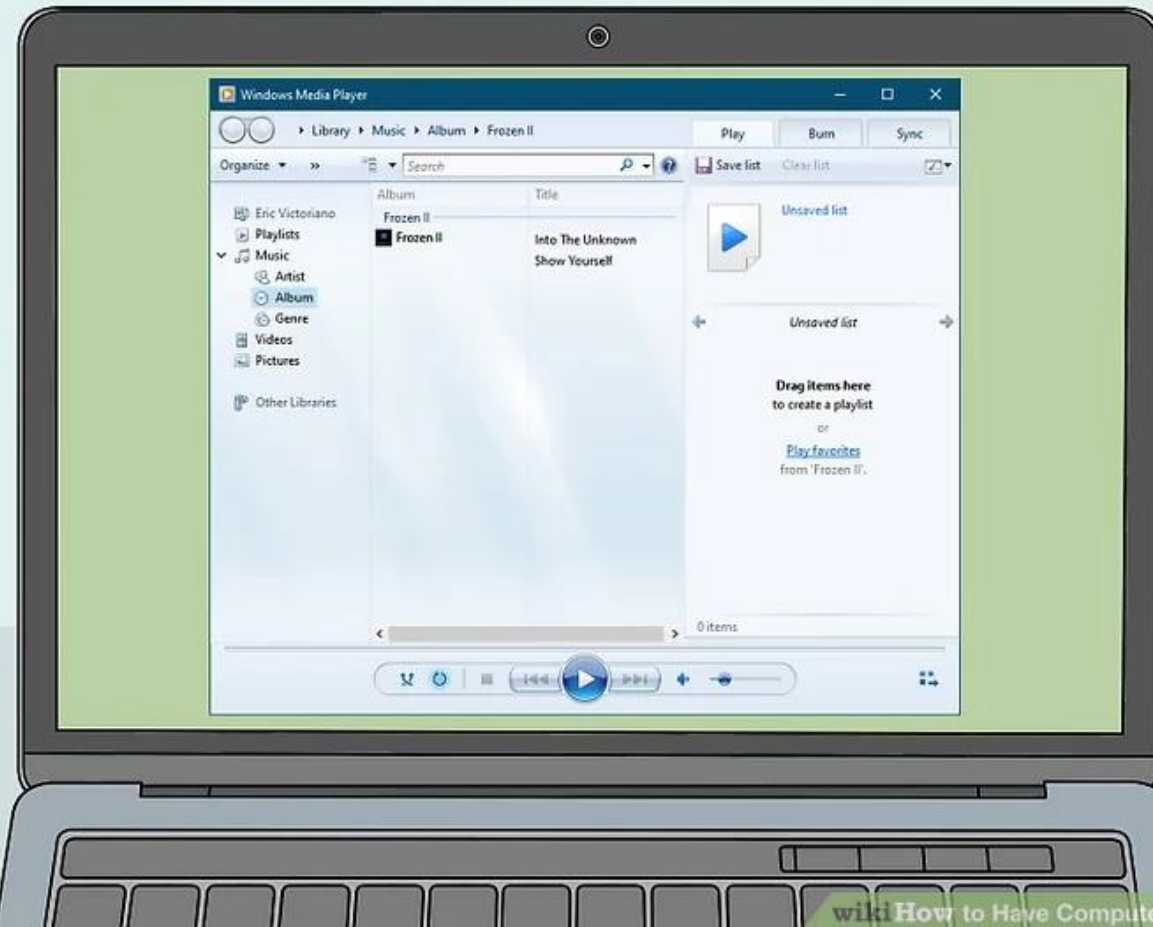 Windows Media Player
Library Music Album Frozen II
Play Burn Sync
Organize » Search Save list Clear list
Album Title
Eric Victoriano
Playlists
Music
Artist
Album
Genre
Videos
Pictures
Other Libraries
Frozen II
Frozen II Into The Unknown
Show Yourself
Unsaved list
Unsaved list
Drag items here
to create a playlist
or
Play favorites
from 'Frozen II'.
0 items
wikiHow to Have Compute